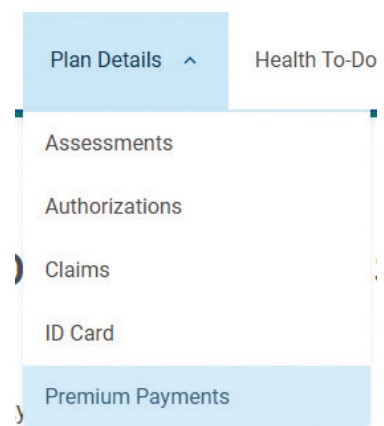 Plan Details Health To-Do
Assessments
Authorizations
Claims
ID Card
Premium Payments